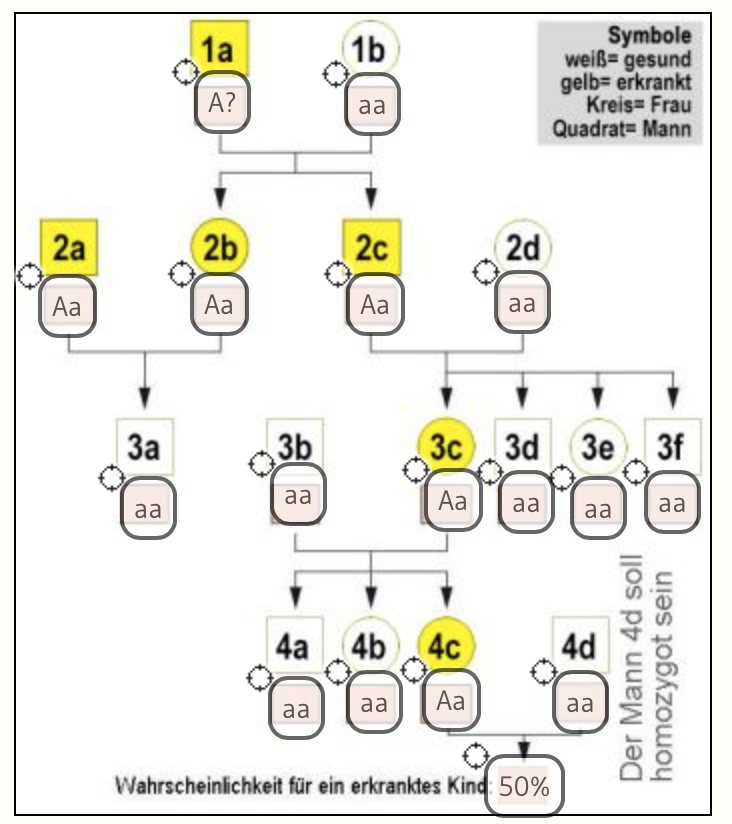 1a 1b
Symbole
weiß= gesund
gelb= erkrankt
Kreis= Frau
Quadrat= Mann
A? aa
2a 2b 2c 2d
Aa Aa Aa aa
3a 3b 3c 3d 3e 3f
aa aa Aa aa aa aa
4a 4b 4c 4d
aa aa Aa aa
Der Mann 4d soll
homozygot sein
Wahrscheinlichkeit für ein erkranktes Kind: 50%